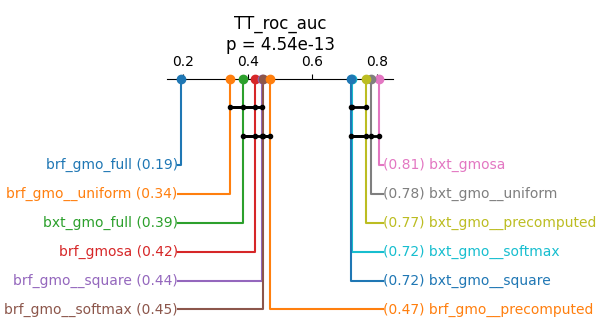 TT_roc_auc
p = 4.54e-13
0.2 0.4 0.6 0.8
brf_gmo_full (0.19) (0.81) bxt_gmosa
brf_gmo__uniform (0.34) (0.78) bxt_gmo__uniform
bxt_gmo_full (0.39) (0.77) bxt_gmo__precomputed
brf_gmosa (0.42) (0.72) bxt_gmo__softmax
brf_gmo__square (0.44) (0.72) bxt_gmo__square
brf_gmo__softmax (0.45) (0.47) brf_gmo__precomputed